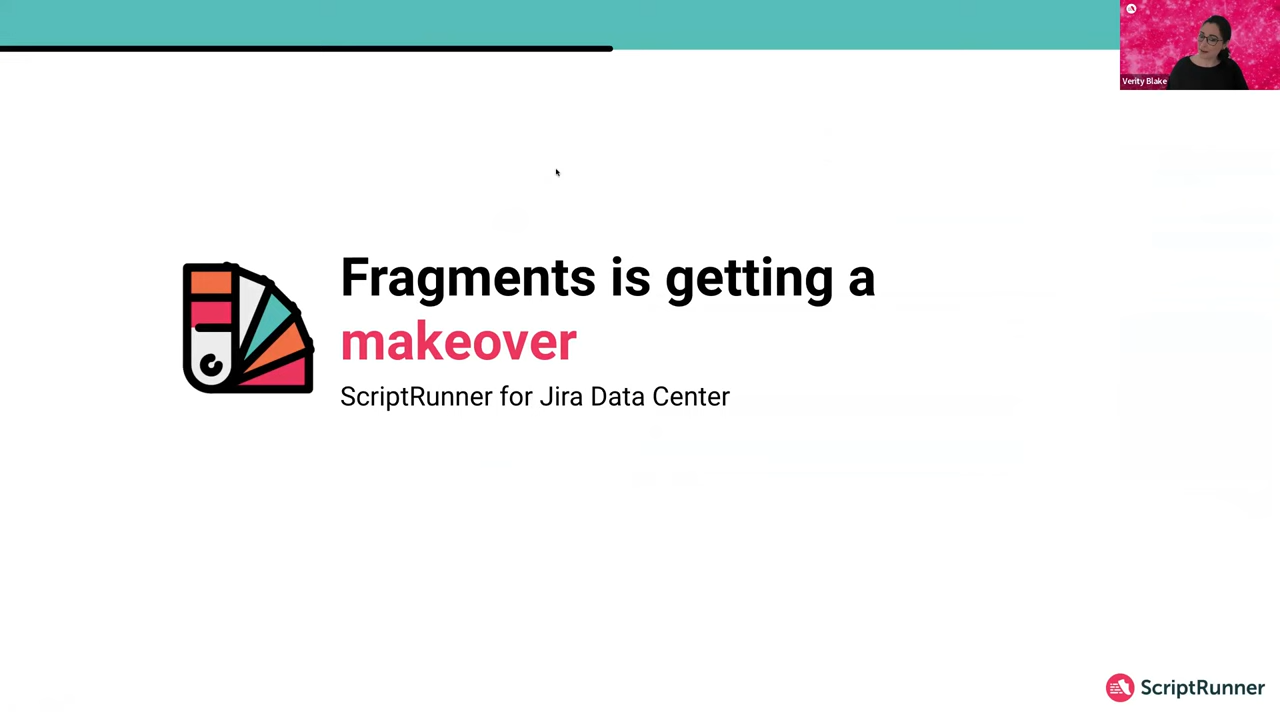 Verity Blake
Fragments is getting a
makeover
ScriptRunner for Jira Data Center
ScriptRunner